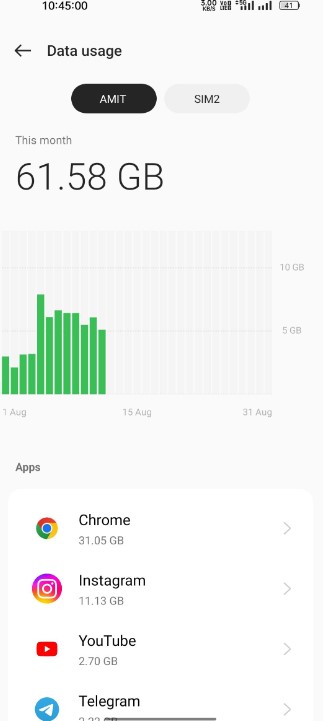 10:45:00
3.00 KB/S 5G 41
Data usage
AMIT
SIM2
This month
61.58 GB
10 GB
5 GB
1 Aug
15 Aug
31 Aug
Apps
Chrome
31.05 GB
Instagram
11.13 GB
YouTube
2.70 GB
Telegram